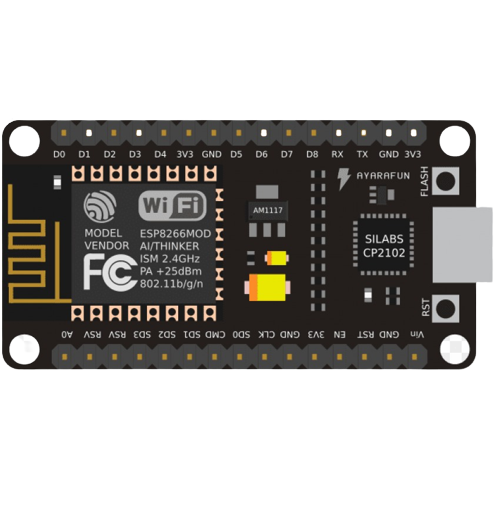 D0 D1 D2 D3 D4 3V3 GND D5 D6 D7 D8 RX TX GND 3V3
AYARAFUN
FLASH
WiFi
MODEL ESP8266MOD
VENDOR AI/THINKER
ISM 2.4GHz
PA +25dBm
802.11b/g/n
FC
AM1117
SILABS
CP2102
RST
A0 RSV RSV SD3 SD2 SD1 CMD SD0 CLK GND 3V3 EN RST GND Vin